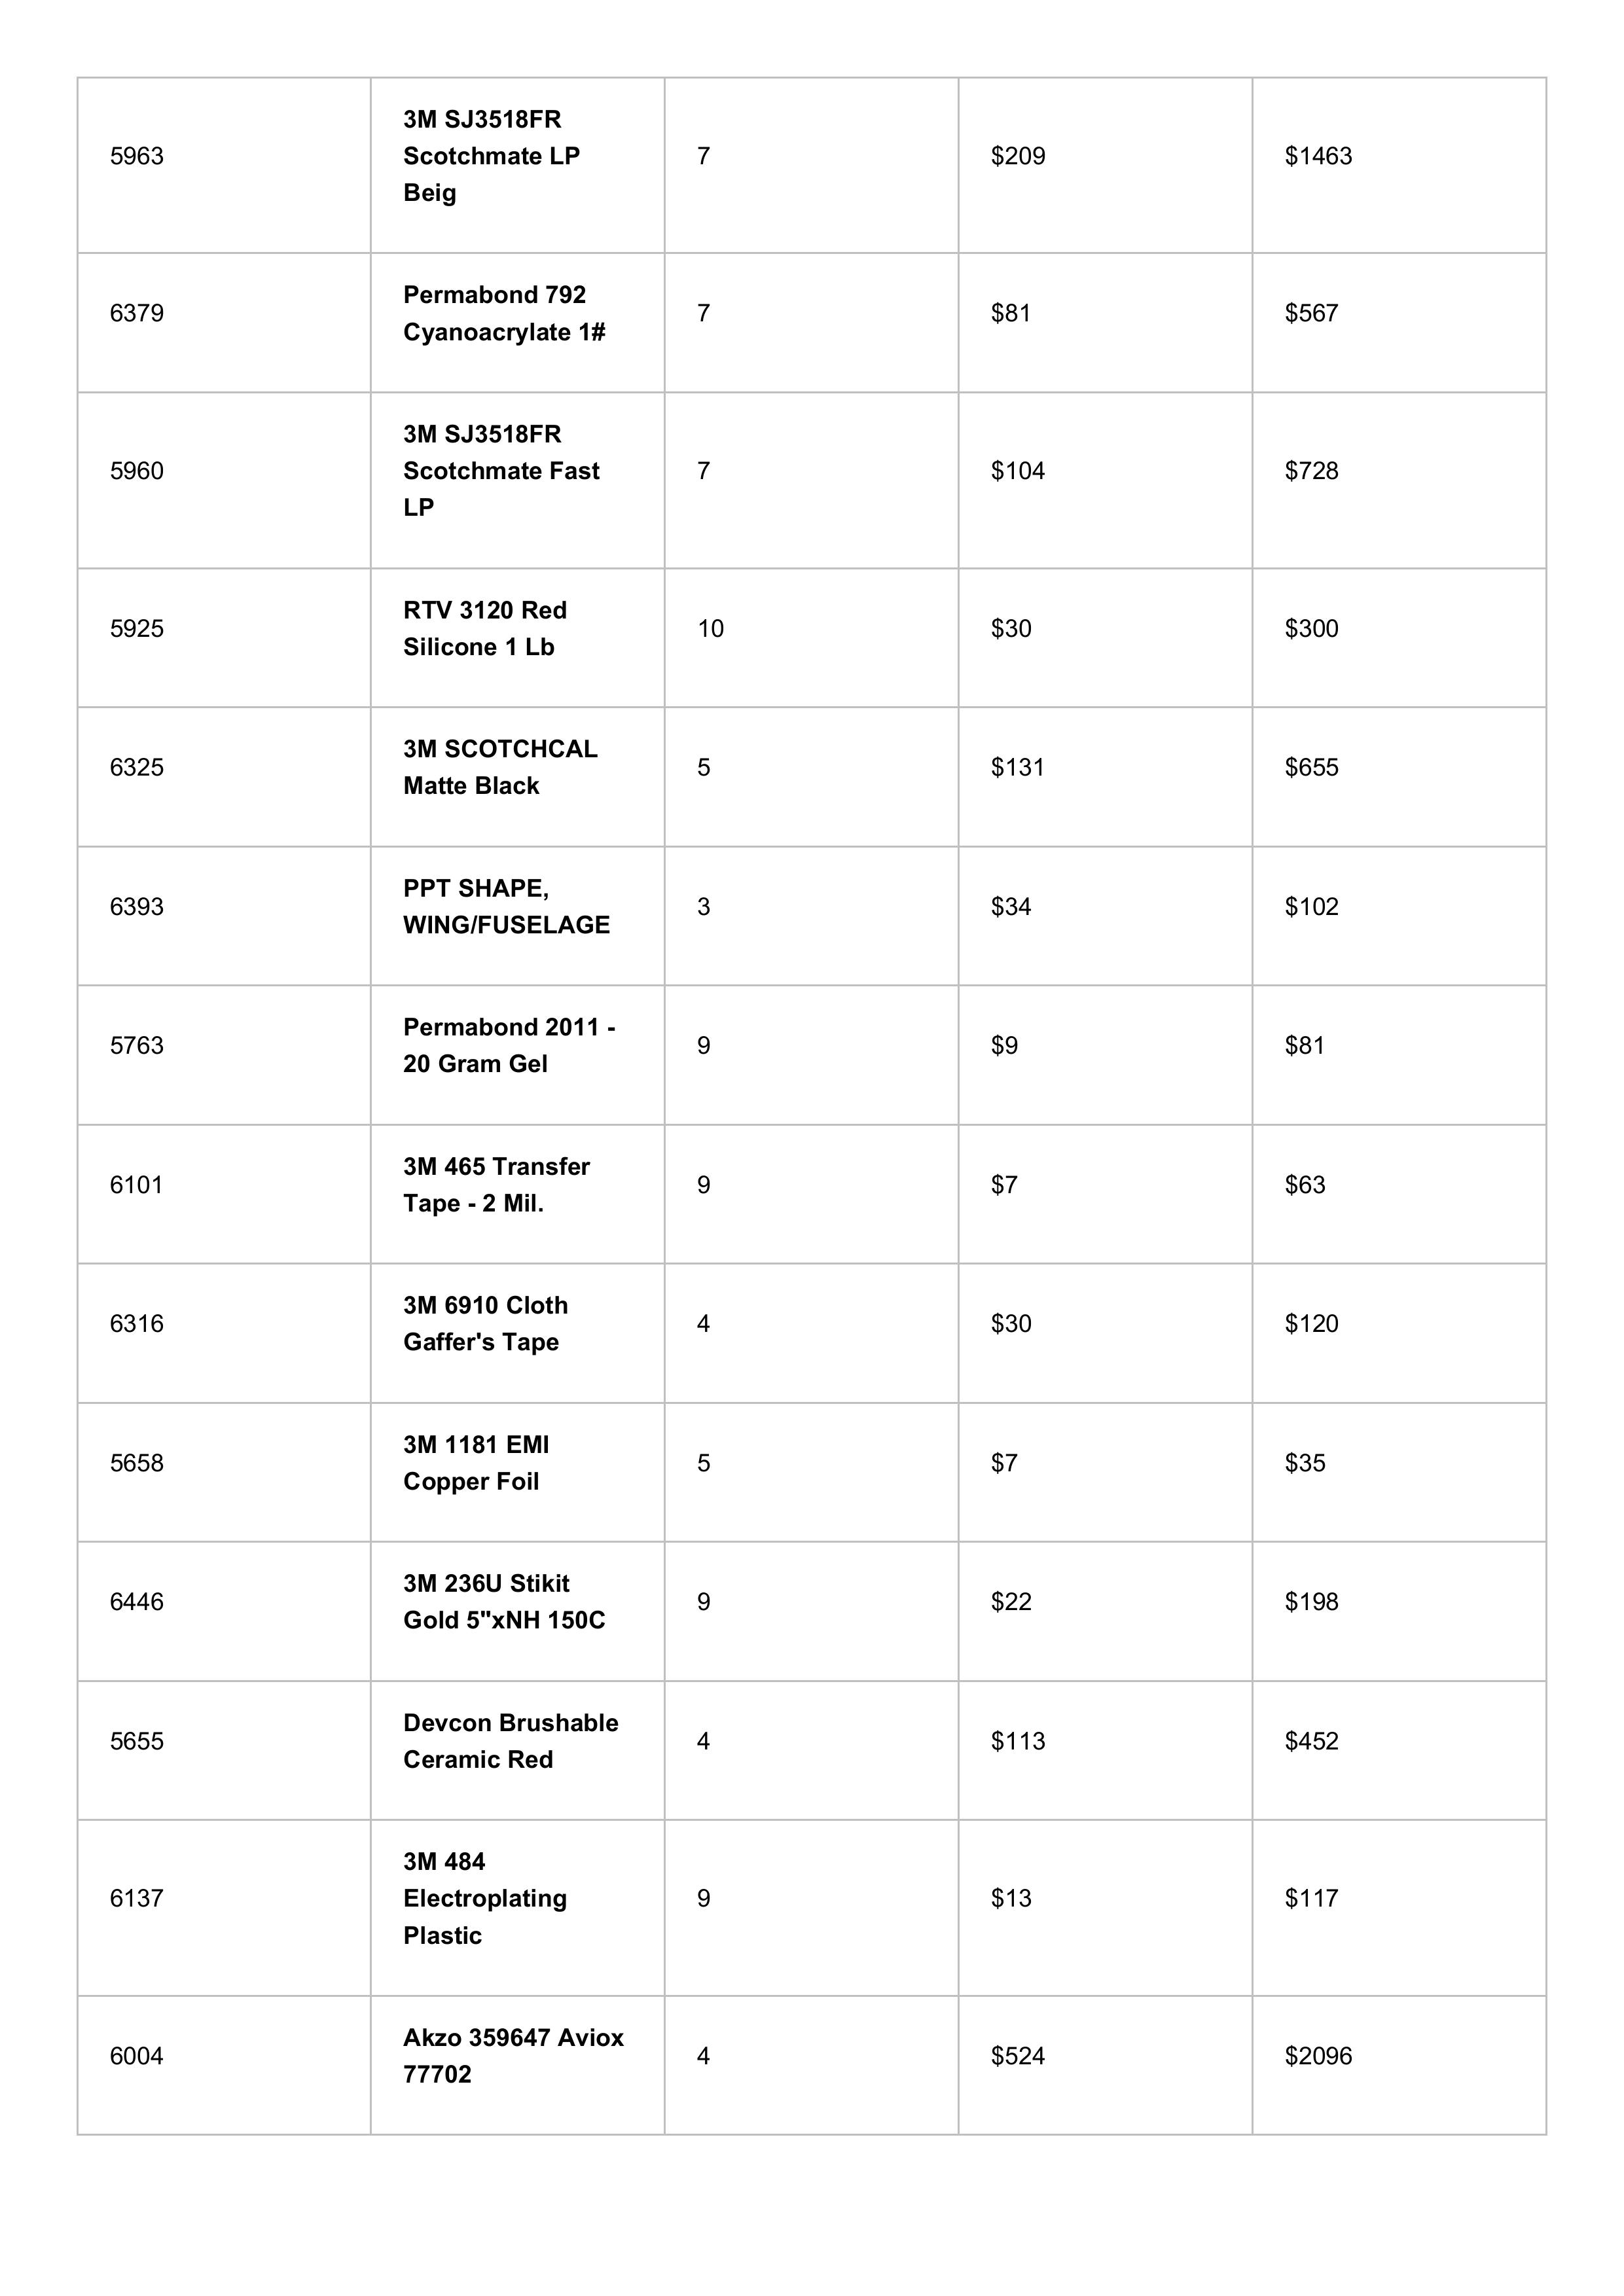 5963
3M SJ3518FR
Scotchmate LP
Beig
7
$209
$1463
6379
Permabond 792
Cyanoacrylate 1#
7
$81
$567
5960
3M SJ3518FR
Scotchmate Fast
LP
7
$104
$728
5925
RTV 3120 Red
Silicone 1 Lb
10
$30
$300
6325
3M SCOTCHCAL
Matte Black
5
$131
$655
6393
PPT SHAPE,
WING/FUSELAGE
3
$34
$102
5763
Permabond 2011 -
20 Gram Gel
9
$9
$81
6101
3M 465 Transfer
Tape - 2 Mil.
9
$7
$63
6316
3M 6910 Cloth
Gaffer's Tape
4
$30
$120
5658
3M 1181 EMI
Copper Foil
5
$7
$35
6446
3M 236U Stikit
Gold 5"xNH 150C
9
$22
$198
5655
Devcon Brushable
Ceramic Red
4
$113
$452
6137
3M 484
Electroplating
Plastic
9
$13
$117
6004
Akzo 359647 Aviox
77702
4
$524
$2096